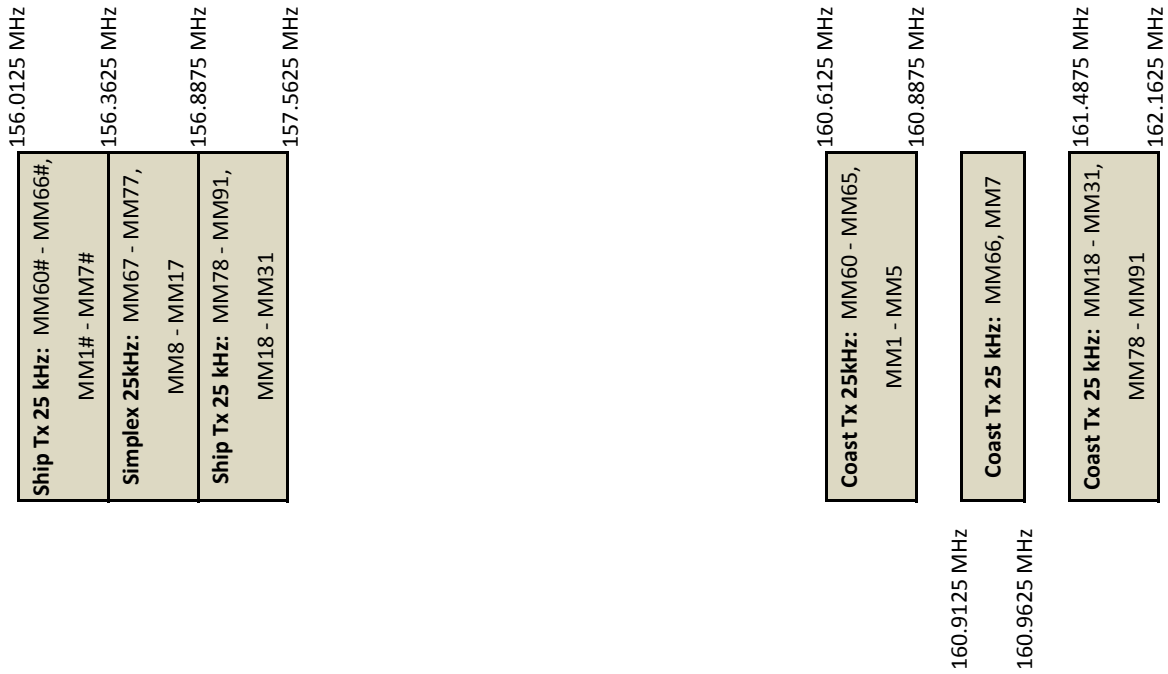 156.0125 MHz
156.3625 MHz
156.8875 MHz
157.5625 MHz
Ship Tx 25 kHz: MM60# - MM66#,
MM1# - MM7#
Simplex 25kHz: MM67 - MM77,
MM8 - MM17
Ship Tx 25 kHz: MM78 - MM91,
MM18 - MM31
160.6125 MHz
160.8875 MHz
161.4875 MHz
162.1625 MHz
Coast Tx 25kHz: MM60 - MM65,
MM1 - MM5
Coast Tx 25 kHz: MM66, MM7
Coast Tx 25 kHz: MM18 - MM31,
MM78 - MM91
160.9125 MHz
160.9625 MHz